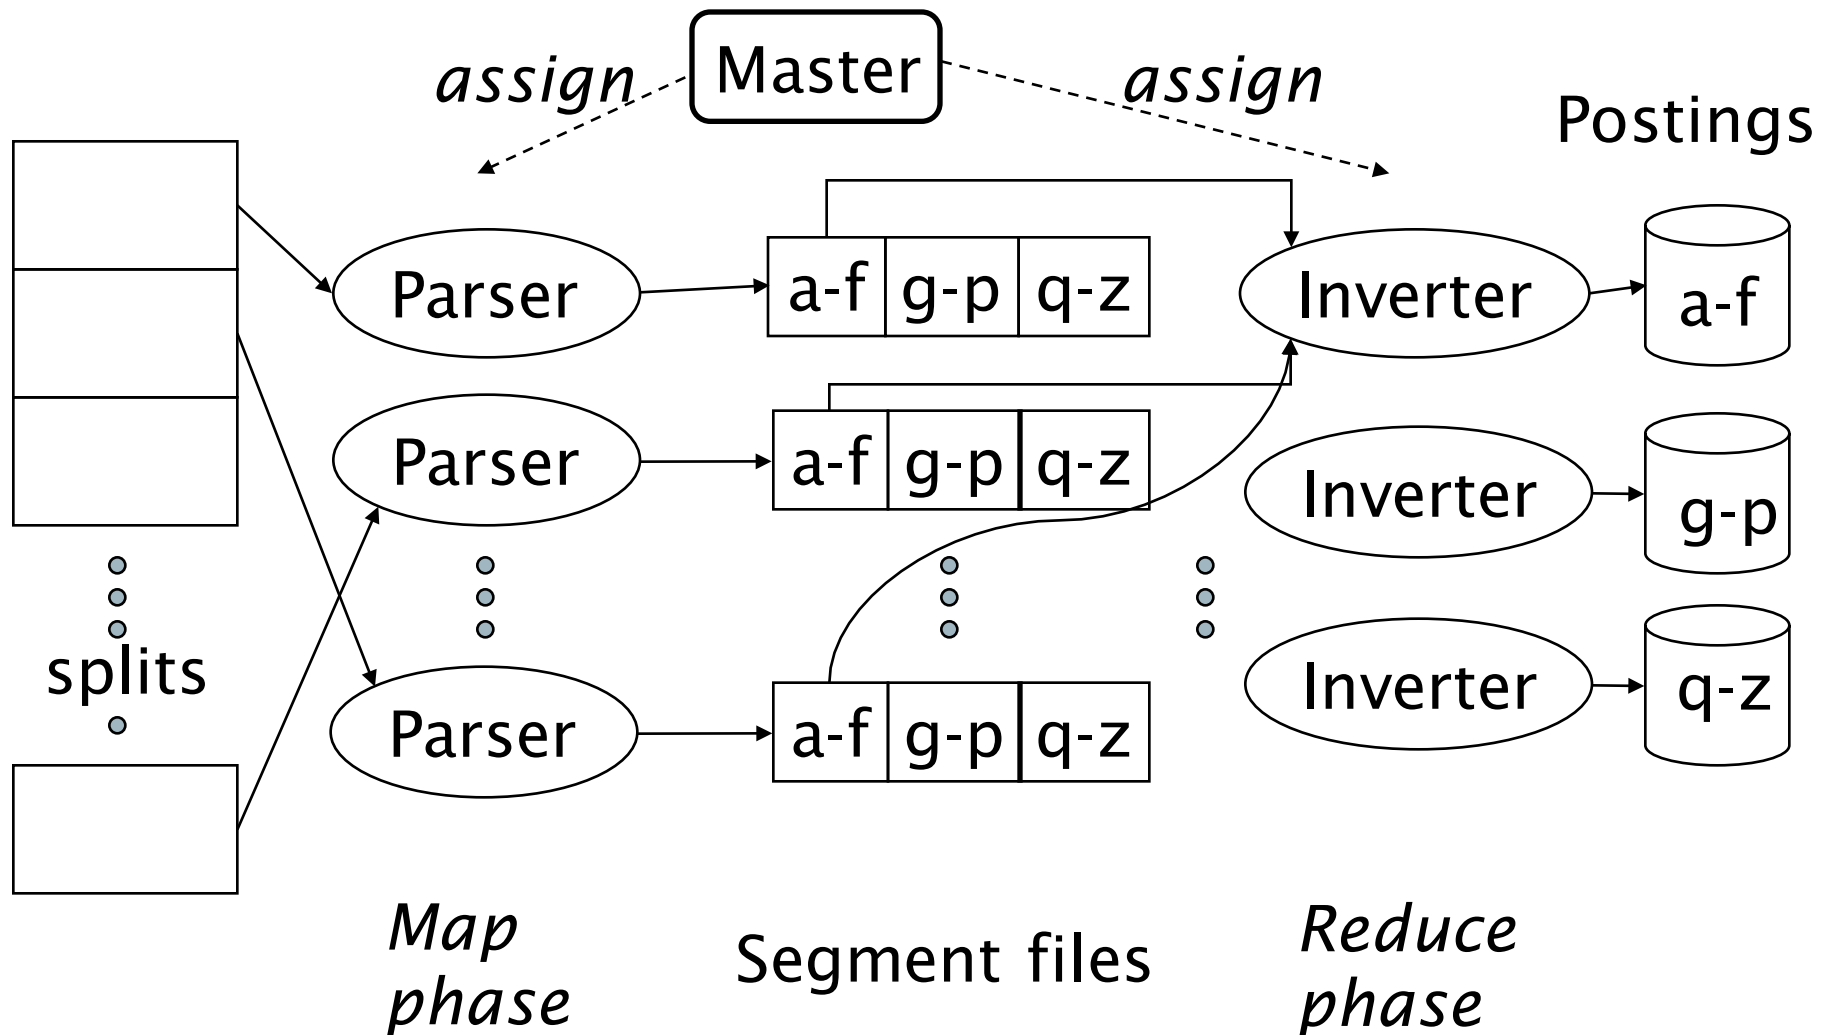 Master
assign
assign
Postings
Parser
a-f g-p q-z
Inverter
a-f
Parser
a-f g-p q-z
Inverter
g-p
splits
Parser
a-f g-p q-z
Inverter
q-z
Map
phase
Segment files
Reduce
phase